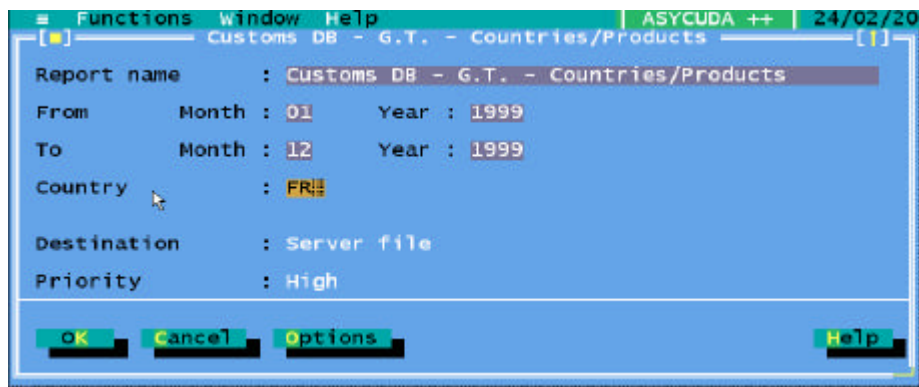 ≡ Functions Window Help | ASYCUDA ++ | 24/02/20
[■] Customs DB - G.T. - Countries/Products [↑]
Report name : Customs DB - G.T. - Countries/Products
From Month : 01 Year : 1999
To Month : 12 Year : 1999
Country : FR
Destination : Server file
Priority : High
OK Cancel Options Help